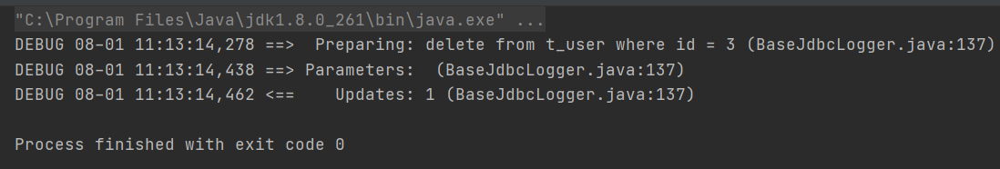 "C:\Program Files\Java\jdk1.8.0_261\bin\java.exe" ...
DEBUG 08-01 11:13:14,278 ==>  Preparing: delete from t_user where id = 3 (BaseJdbcLogger.java:137)
DEBUG 08-01 11:13:14,438 ==> Parameters:  (BaseJdbcLogger.java:137)
DEBUG 08-01 11:13:14,462 <==    Updates: 1 (BaseJdbcLogger.java:137)
Process finished with exit code 0